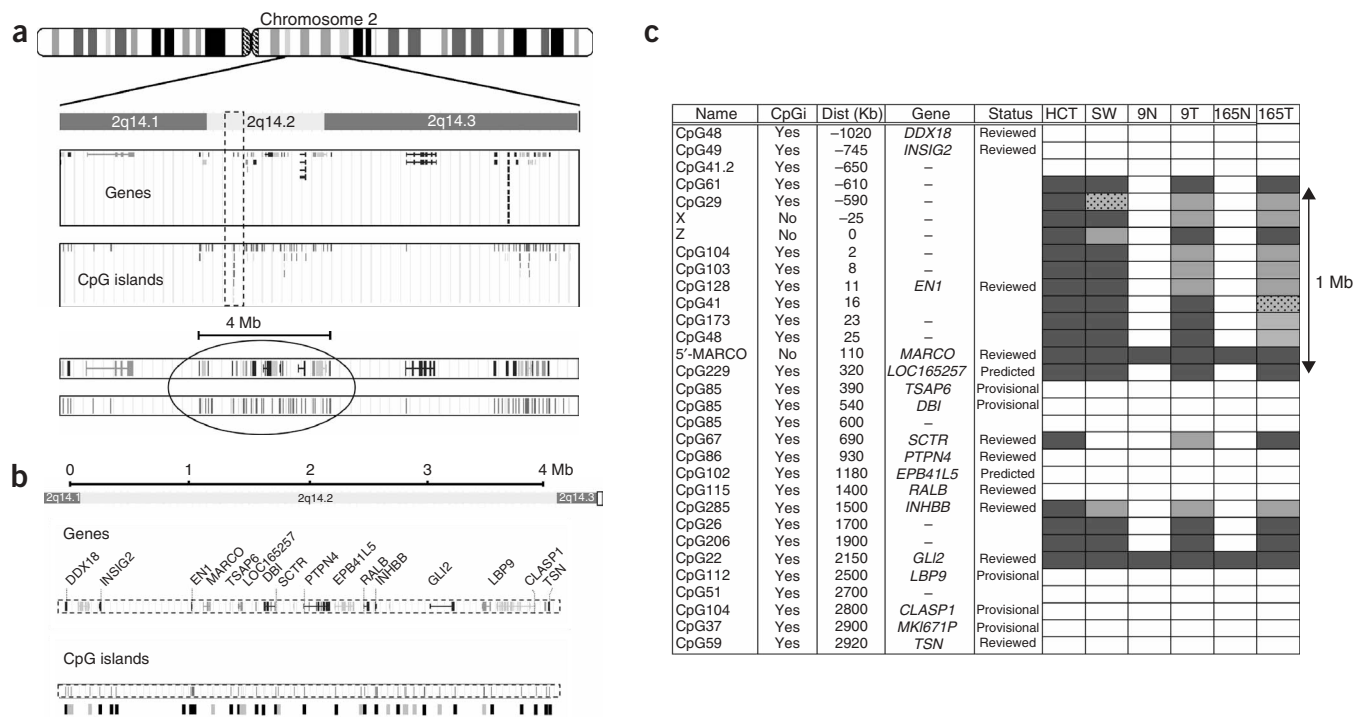 a
Chromosome 2
2q14.1 2q14.2 2q14.3
Genes
CpG islands
4 Mb
b
0 1 2 3 4 Mb
2q14.1 2q14.2 2q14.3
Genes
DDX18 INSIG2 EN1 MARCO TSAP6 LOC165257 DBI SCTR PTPN4 EPB41L5 RALB INHBB GLI2 LBP9 CLASP1 TSN
CpG islands
c
Name CpGi Dist (Kb) Gene Status HCT SW 9N 9T 165N 165T
CpG48 Yes –1020 DDX18 Reviewed
CpG49 Yes –745 INSIG2 Reviewed
CpG41.2 Yes –650 –
CpG61 Yes –610 –
CpG29 Yes –590 –
X No –25 –
Z No 0 –
CpG104 Yes 2 –
CpG103 Yes 8 –
CpG128 Yes 11 EN1 Reviewed
CpG41 Yes 16
CpG173 Yes 23 –
CpG48 Yes 25 –
5′-MARCO No 110 MARCO Reviewed
CpG229 Yes 320 LOC165257 Predicted
CpG85 Yes 390 TSAP6 Provisional
CpG85 Yes 540 DBI Provisional
CpG85 Yes 600 –
CpG67 Yes 690 SCTR Reviewed
CpG86 Yes 930 PTPN4 Reviewed
CpG102 Yes 1180 EPB41L5 Predicted
CpG115 Yes 1400 RALB Reviewed
CpG285 Yes 1500 INHBB Reviewed
CpG26 Yes 1700 –
CpG206 Yes 1900 –
CpG22 Yes 2150 GLI2 Reviewed
CpG112 Yes 2500 LBP9 Provisional
CpG51 Yes 2700 –
CpG104 Yes 2800 CLASP1 Provisional
CpG37 Yes 2900 MKI671P Provisional
CpG59 Yes 2920 TSN Reviewed
1 Mb